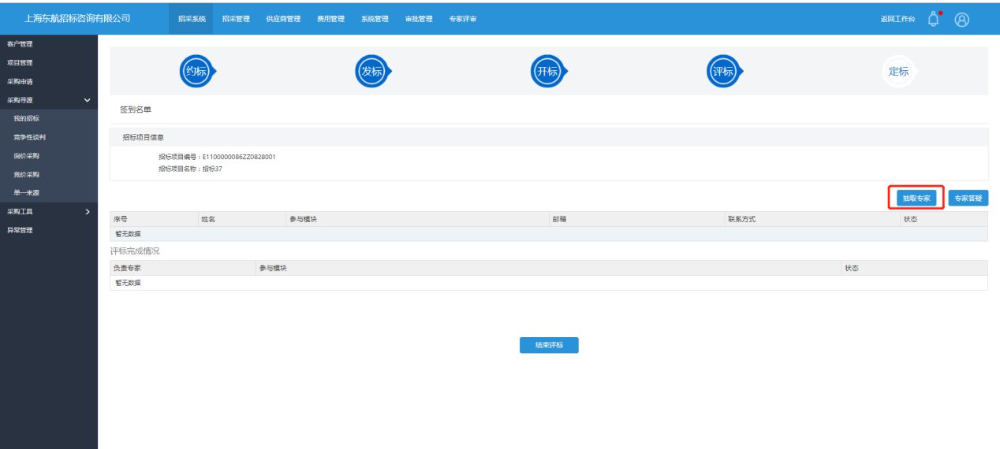 上海东航招标咨询有限公司 招采系统 招采管理 供应商管理 费用管理 系统管理 审批管理 专家评审 返回工作台
客户管理
项目管理
采购申请
采购寻源
我的招标
竞争性谈判
询价采购
竞价采购
单一来源
采购工具
异常管理
约标 发标 开标 评标 定标
签到名单
招标项目信息
招标项目编号：E1100000086ZZ0828001
招标项目名称：招标37
抽取专家 专家答疑
序号 姓名 参与模块 邮箱 联系方式 状态
暂无数据
评标完成情况
负责专家 参与模块 状态
暂无数据
结束评标